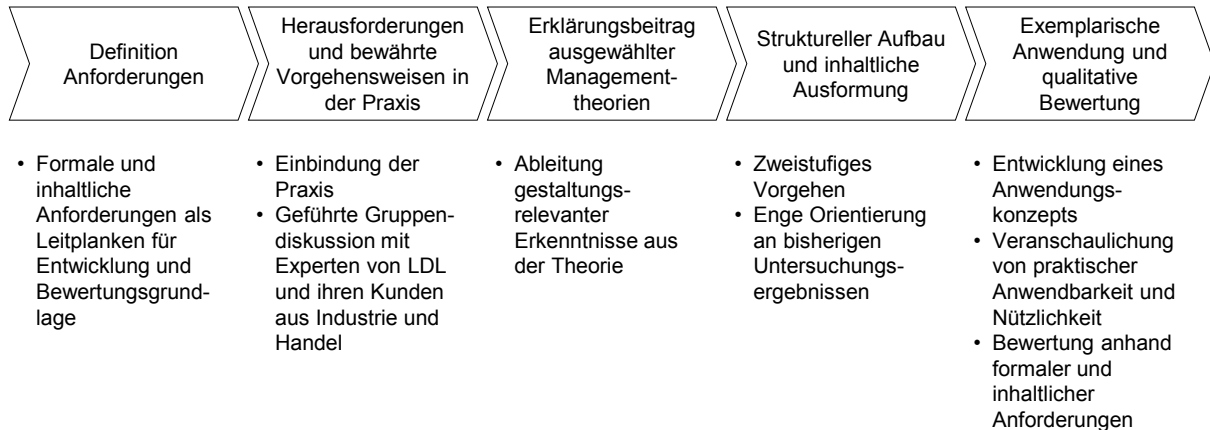 Definition
Anforderungen
Herausforderungen
und bewährte
Vorgehensweisen in
der Praxis
Erklärungsbeitrag
ausgewählter
Management-
theorien
Struktureller Aufbau
und inhaltliche
Ausformung
Exemplarische
Anwendung und
qualitative
Bewertung
• Formale und
inhaltliche
Anforderungen als
Leitplanken für
Entwicklung und
Bewertungsgrund-
lage
• Einbindung der
Praxis
• Geführte Gruppen-
diskussion mit
Experten von LDL
und ihren Kunden
aus Industrie und
Handel
• Ableitung
gestaltungs-
relevanter
Erkenntnisse aus
der Theorie
• Zweistufiges
Vorgehen
• Enge Orientierung
an bisherigen
Untersuchungs-
ergebnissen
• Entwicklung eines
Anwendungs-
konzepts
• Veranschaulichung
von praktischer
Anwendbarkeit und
Nützlichkeit
• Bewertung anhand
formaler und
inhaltlicher
Anforderungen